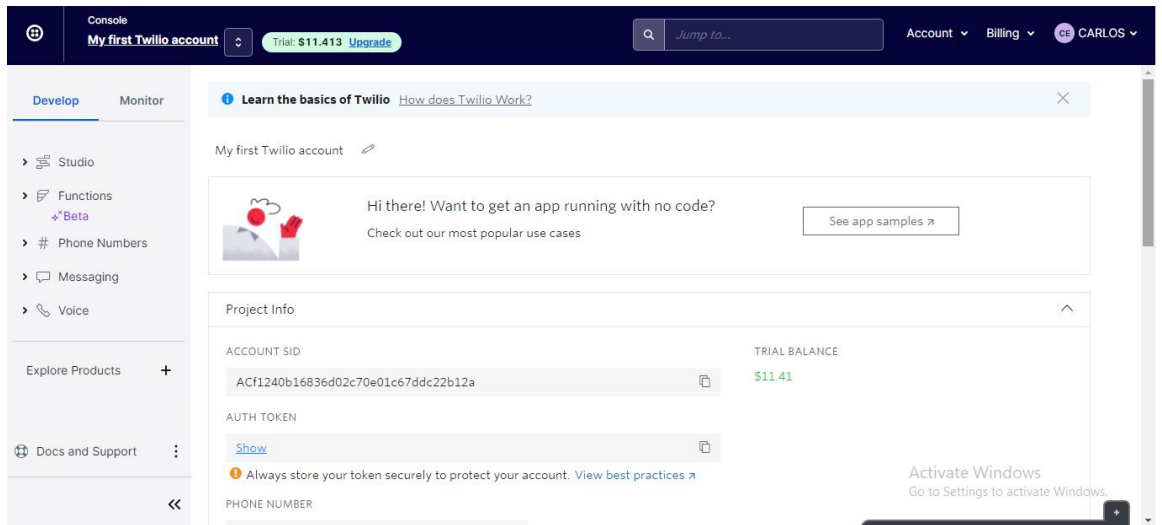 Console
My first Twilio account
Trial: $11.413 Upgrade
Jump to...
Account
Billing
CE CARLOS
Develop
Monitor
Learn the basics of Twilio How does Twilio Work?
My first Twilio account
Studio
Functions
Beta
Phone Numbers
Messaging
Voice
Explore Products +
Docs and Support
Hi there! Want to get an app running with no code?
Check out our most popular use cases
See app samples
Project Info
ACCOUNT SID
ACf1240b16836d02c70e01c67ddc22b12a
TRIAL BALANCE
$11.41
AUTH TOKEN
Show
Always store your token securely to protect your account. View best practices
PHONE NUMBER
Activate Windows
Go to Settings to activate Windows.